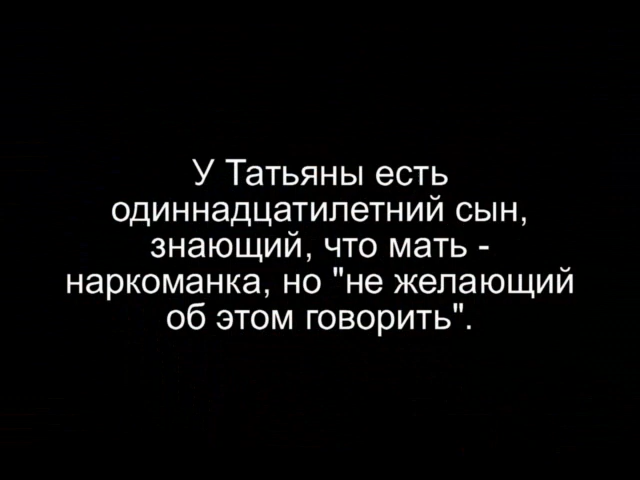 У Татьяны есть
одиннадцатилетний сын,
знающий, что мать -
наркоманка, но "не желающий
об этом говорить".